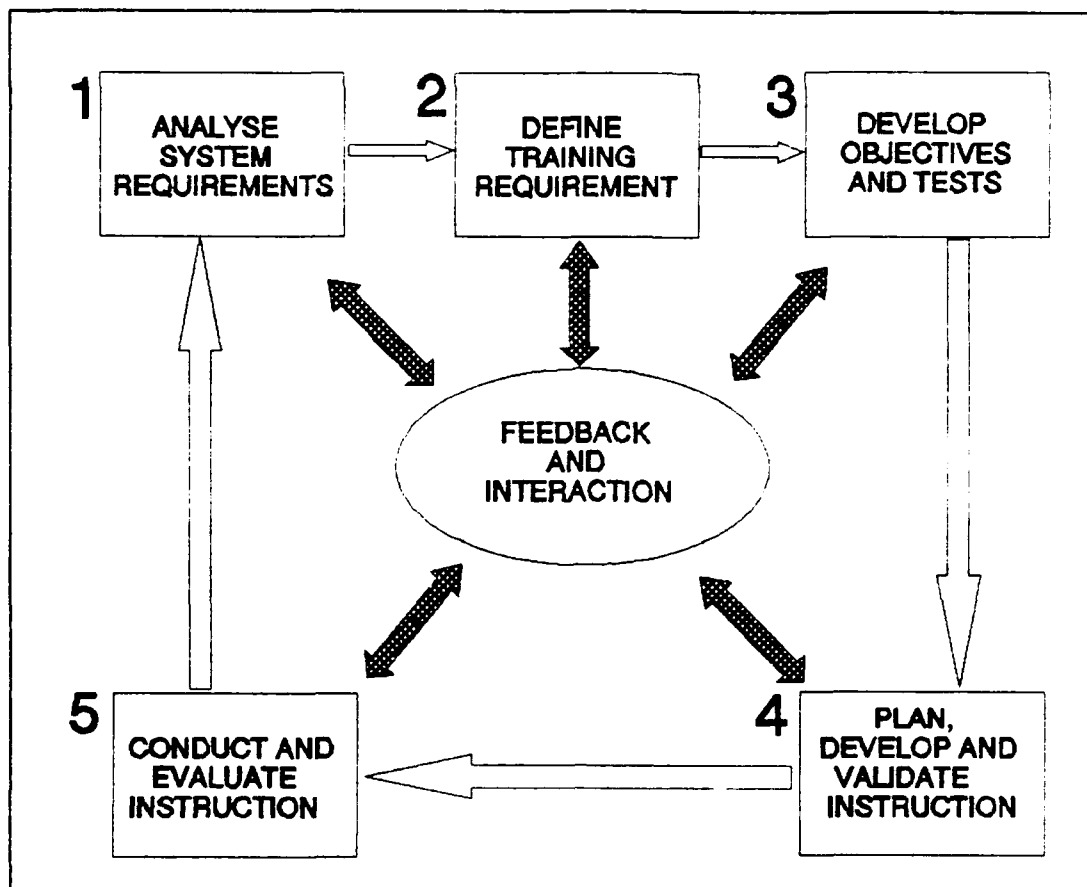 1
ANALYSE
SYSTEM
REQUIREMENTS
2
DEFINE
TRAINING
REQUIREMENT
3
DEVELOP
OBJECTIVES
AND TESTS
FEEDBACK
AND
INTERACTION
5
CONDUCT AND
EVALUATE
INSTRUCTION
4
PLAN,
DEVELOP AND
VALIDATE
INSTRUCTION